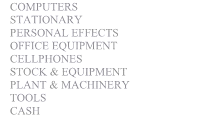 COMPUTERS
STATIONARY
PERSONAL EFFECTS
OFFICE EQUIPMENT
CELLPHONES
STOCK & EQUIPMENT
PLANT & MACHINERY
TOOLS
CASH